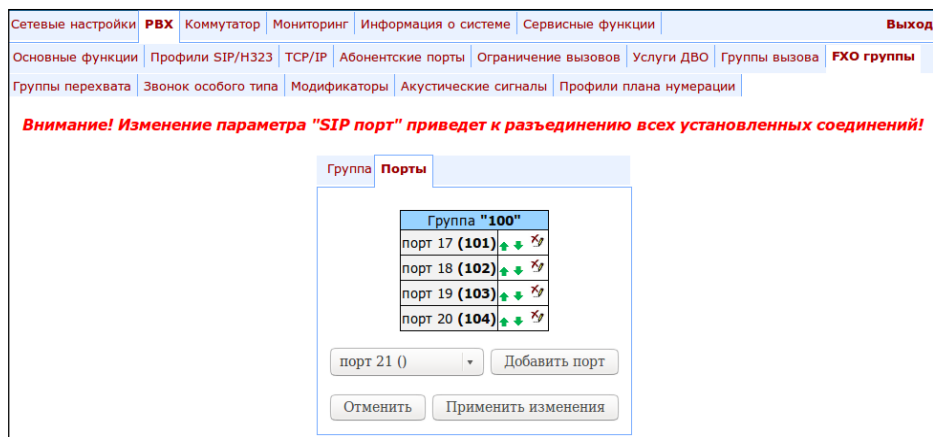 Сетевые настройки PBX Коммутатор Мониторинг Информация о системе Сервисные функции Выход
Основные функции Профили SIP/H323 TCP/IP Абонентские порты Ограничение вызовов Услуги ДВО Группы вызова FXO группы
Группы перехвата Звонок особого типа Модификаторы Акустические сигналы Профили плана нумерации
Внимание! Изменение параметра "SIP порт" приведет к разъединению всех установленных соединений!
Группа Порты
Группа "100"
порт 17 (101)
порт 18 (102)
порт 19 (103)
порт 20 (104)
порт 21 () Добавить порт
Отменить Применить изменения